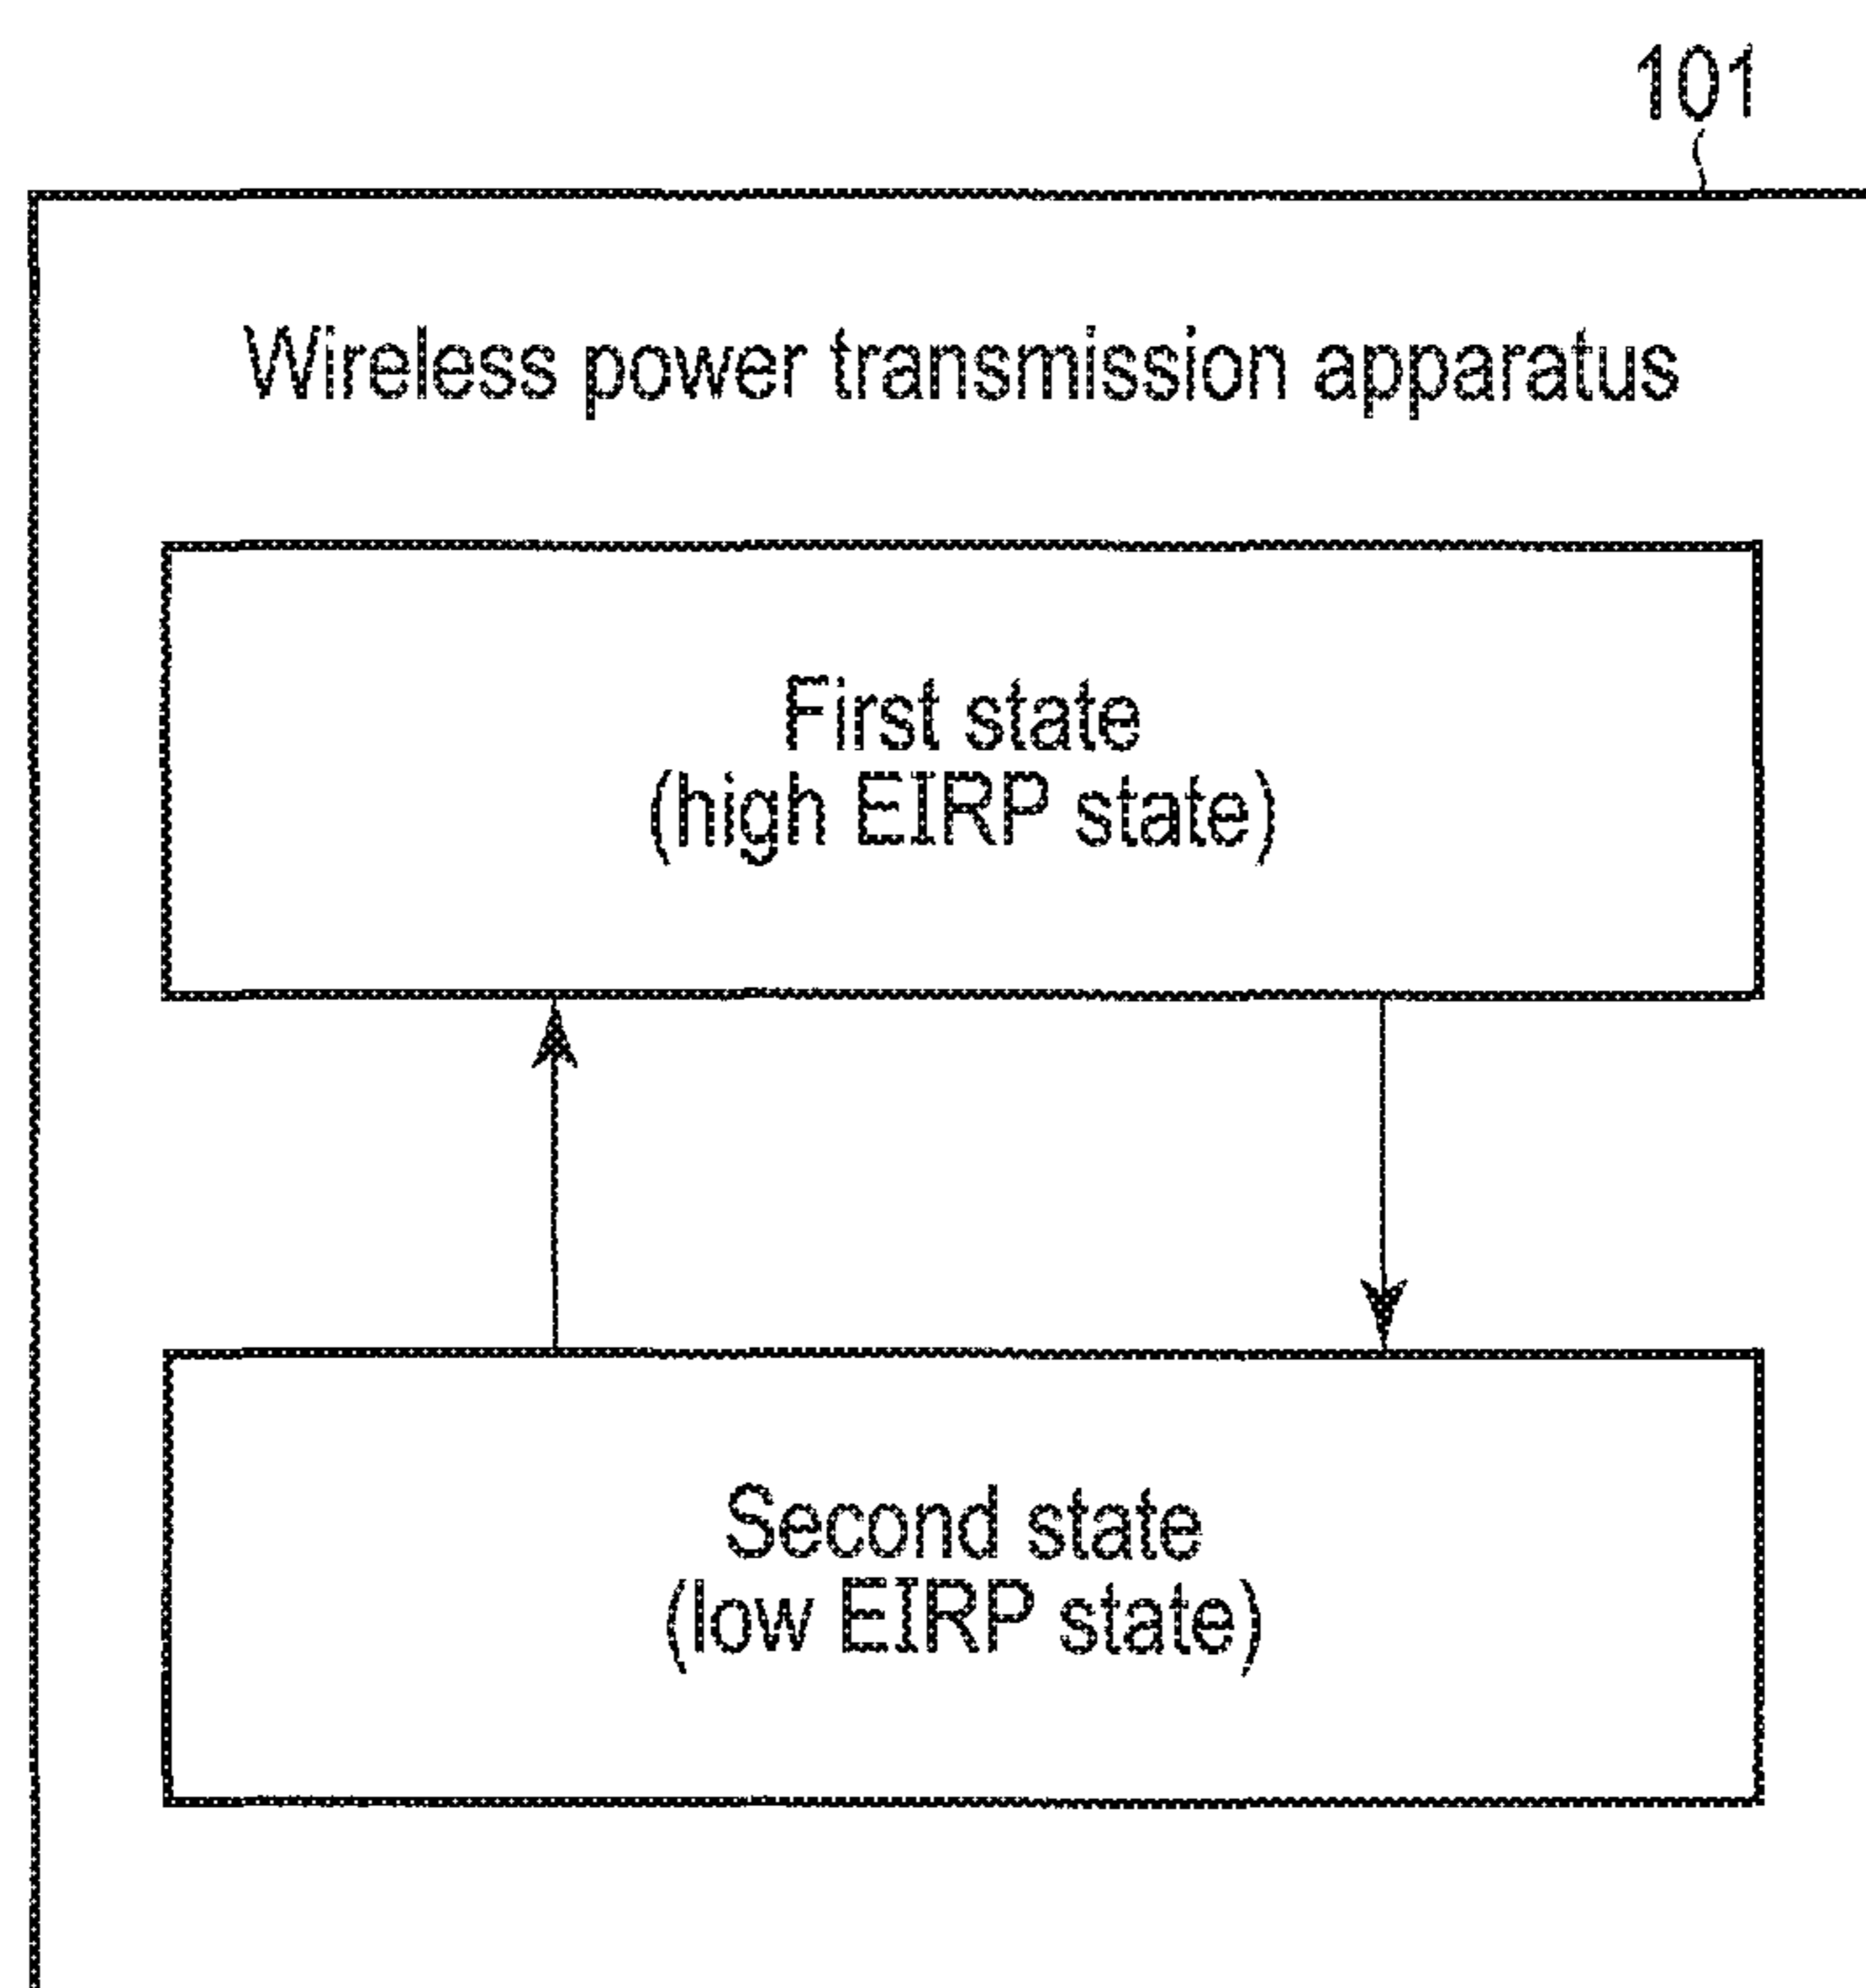 101
Wireless power transmission apparatus
First state
(high EIRP state)
Second state
(low EIRP state)